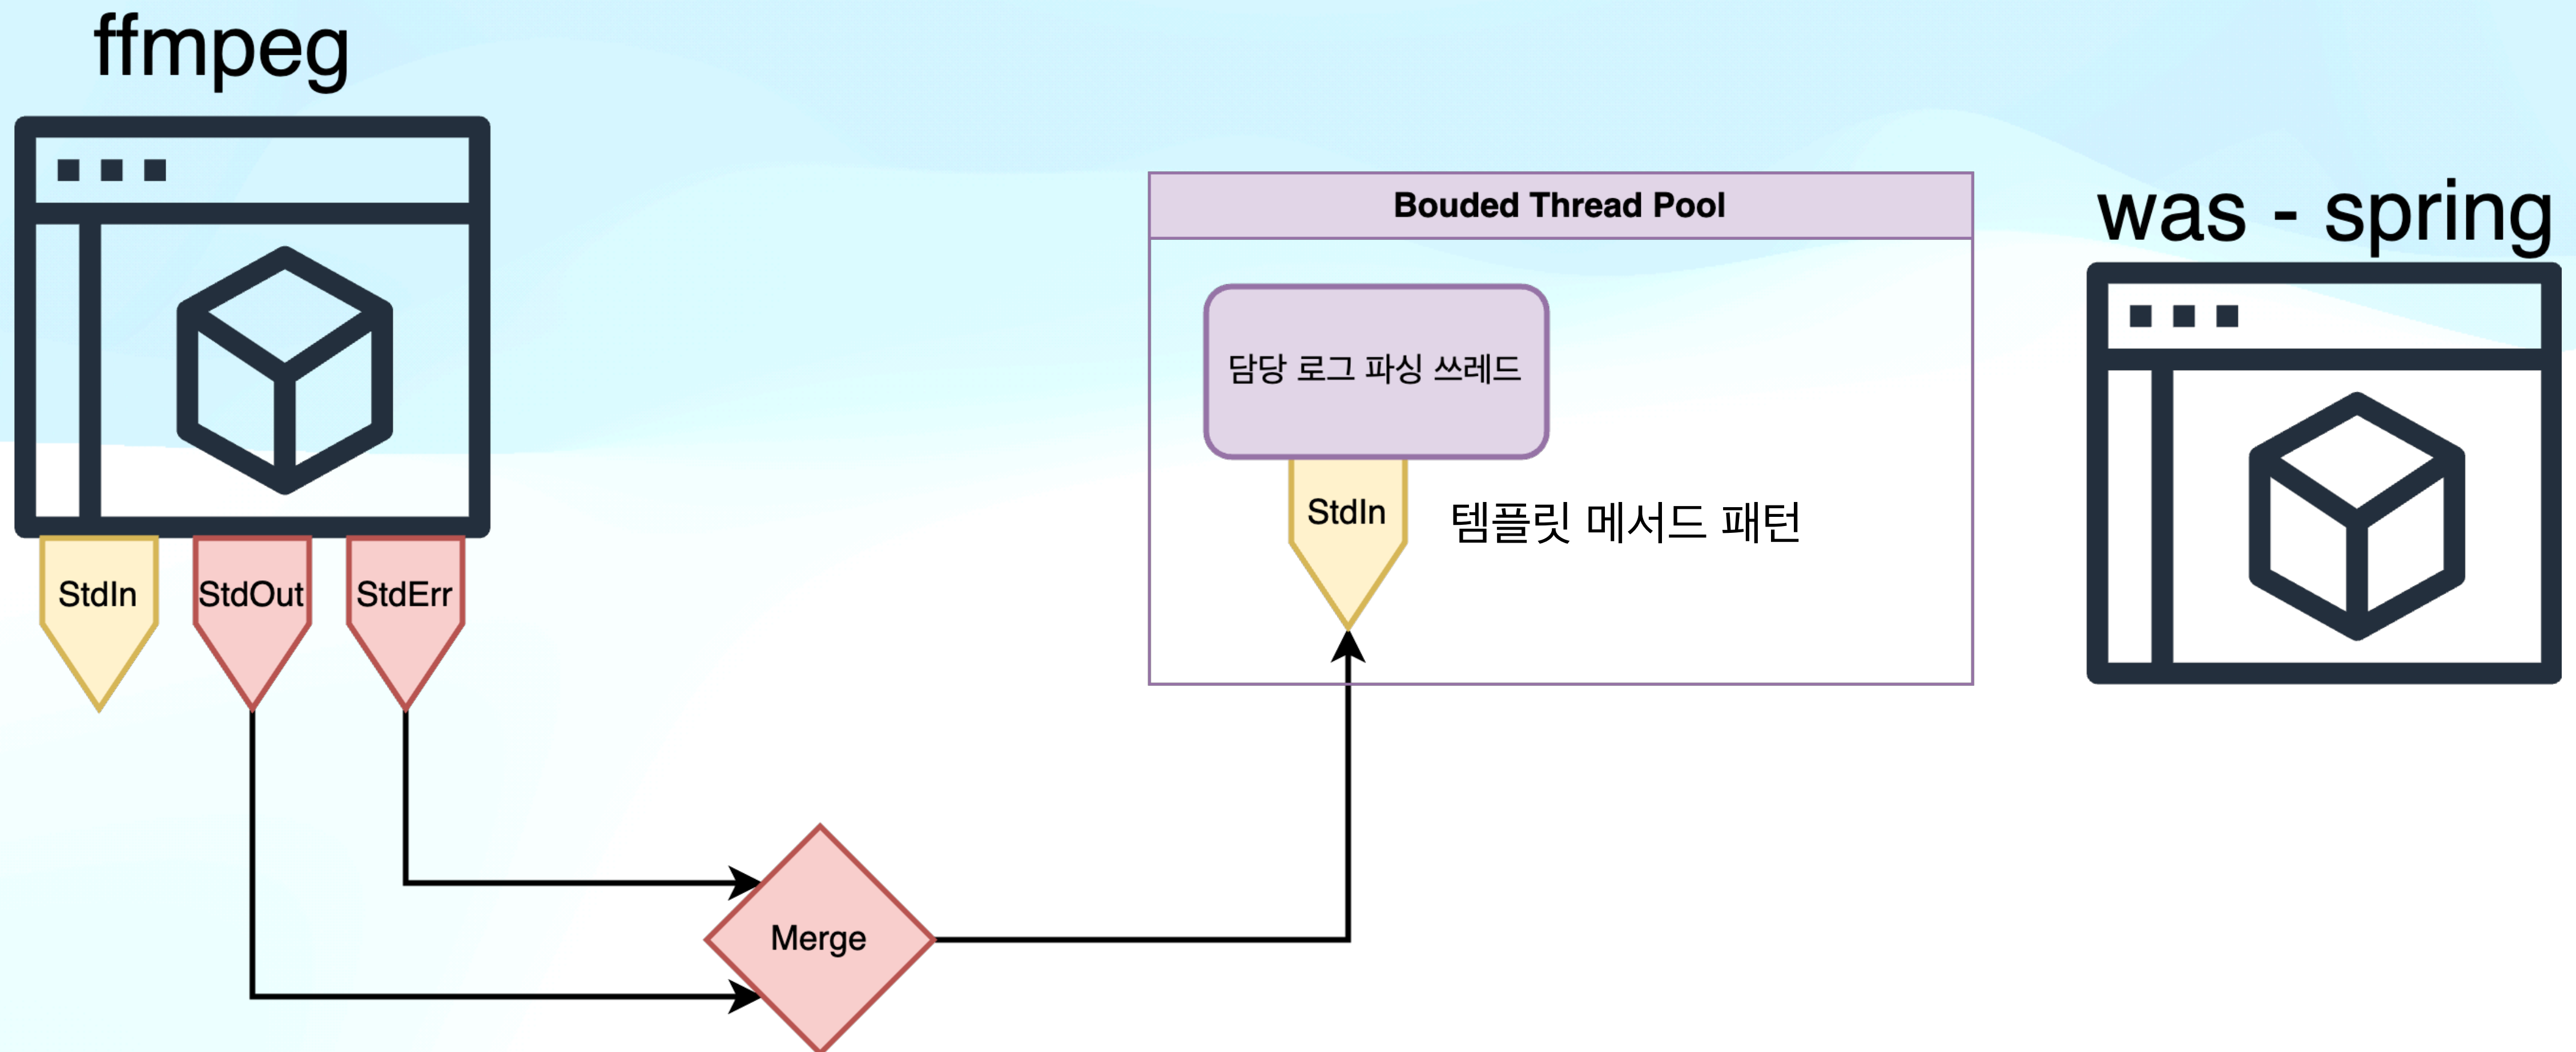 ffmpeg
Bouded Thread Pool
was - spring
담당 로그 파싱 쓰레드
StdIn
템플릿 메서드 패턴
StdIn
StdOut
StdErr
Merge